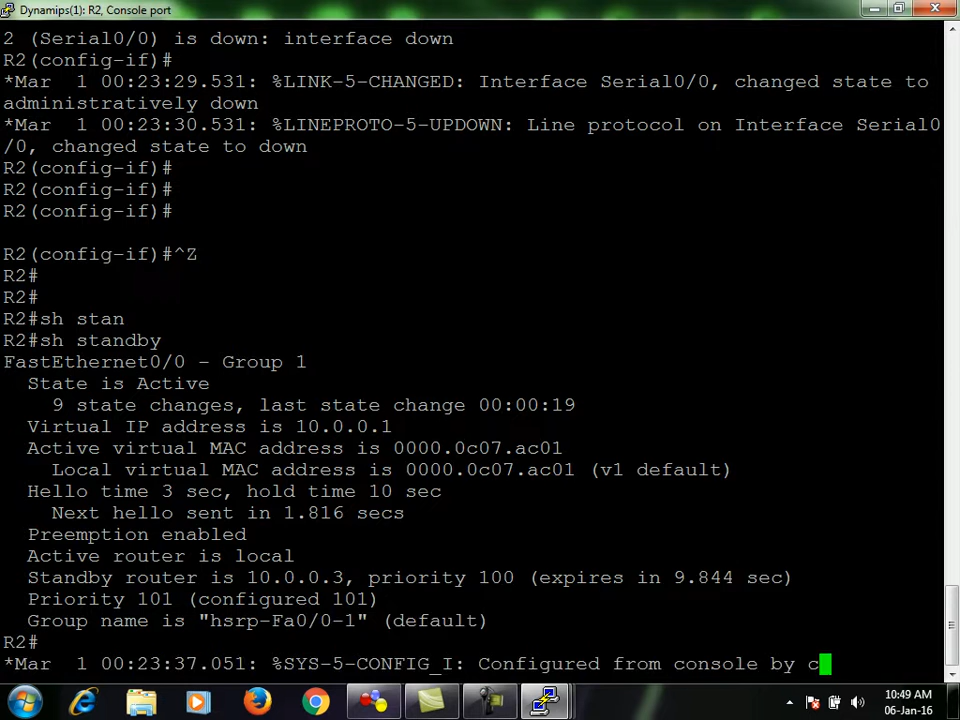 Dynamips(1): R2, Console port
2 (Serial0/0) is down: interface down
R2(config-if)#
*Mar  1 00:23:29.531: %LINK-5-CHANGED: Interface Serial0/0, changed state to
administratively down
*Mar  1 00:23:30.531: %LINEPROTO-5-UPDOWN: Line protocol on Interface Serial0
/0, changed state to down
R2(config-if)#
R2(config-if)#
R2(config-if)#
R2(config-if)#^Z
R2#
R2#
R2#sh stan
R2#sh standby
FastEthernet0/0 - Group 1
  State is Active
    9 state changes, last state change 00:00:19
  Virtual IP address is 10.0.0.1
  Active virtual MAC address is 0000.0c07.ac01
    Local virtual MAC address is 0000.0c07.ac01 (v1 default)
  Hello time 3 sec, hold time 10 sec
    Next hello sent in 1.816 secs
  Preemption enabled
  Active router is local
  Standby router is 10.0.0.3, priority 100 (expires in 9.844 sec)
  Priority 101 (configured 101)
  Group name is "hsrp-Fa0/0-1" (default)
R2#
*Mar  1 00:23:37.051: %SYS-5-CONFIG_I: Configured from console by c
10:49 AM
06-Jan-16